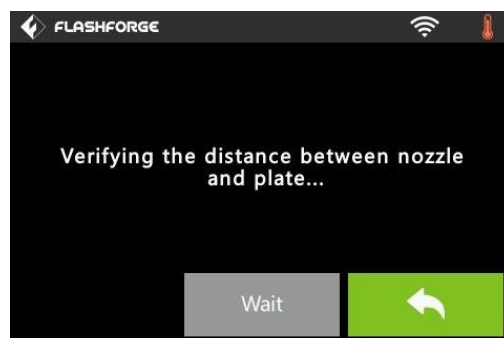 FLASHFORGE
Verifying the distance between nozzle
and plate...
Wait